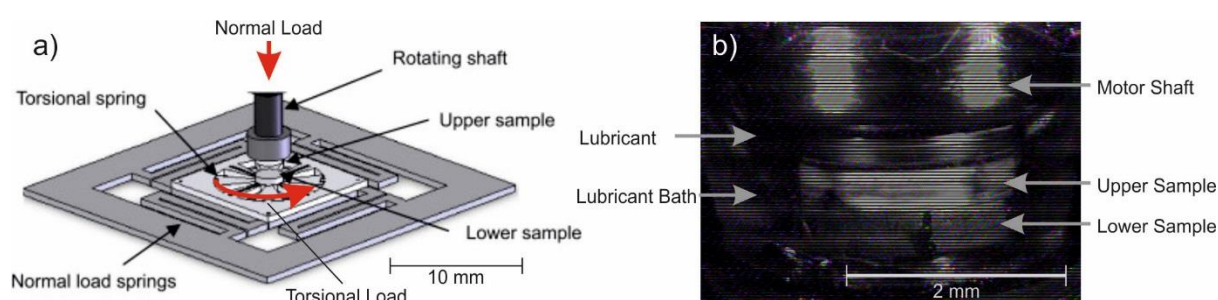 a)
Normal Load
Rotating shaft
Torsional spring
Upper sample
Lower sample
Normal load springs
10 mm
Torsional Load
b)
Motor Shaft
Lubricant
Lubricant Bath
Upper Sample
Lower Sample
2 mm